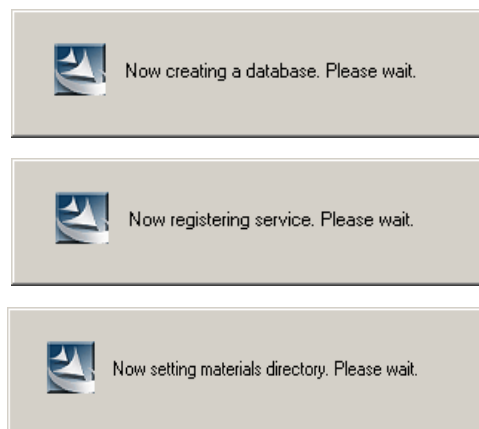 Now creating a database. Please wait.
Now registering service. Please wait.
Now setting materials directory. Please wait.